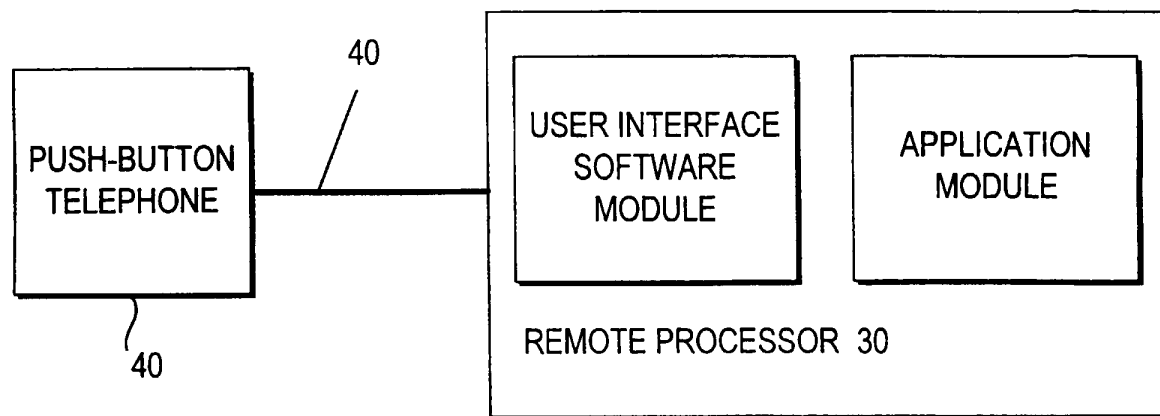 40
PUSH-BUTTON
TELEPHONE
40
USER INTERFACE
SOFTWARE
MODULE
APPLICATION
MODULE
REMOTE PROCESSOR 30